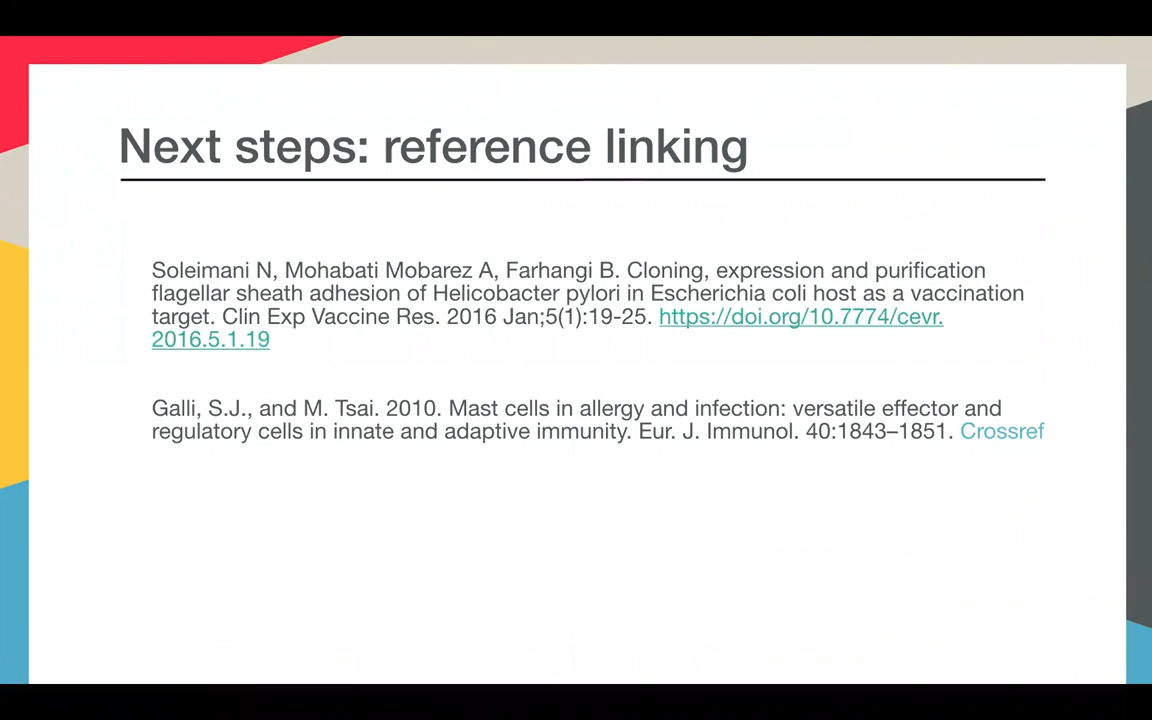 Next steps: reference linking
Soleimani N, Mohabati Mobarez A, Farhangi B. Cloning, expression and purification
flagellar sheath adhesion of Helicobacter pylori in Escherichia coli host as a vaccination
target. Clin Exp Vaccine Res. 2016 Jan;5(1):19-25. https://doi.org/10.7774/cevr.
2016.5.1.19
Galli, S.J., and M. Tsai. 2010. Mast cells in allergy and infection: versatile effector and
regulatory cells in innate and adaptive immunity. Eur. J. Immunol. 40:1843–1851. Crossref